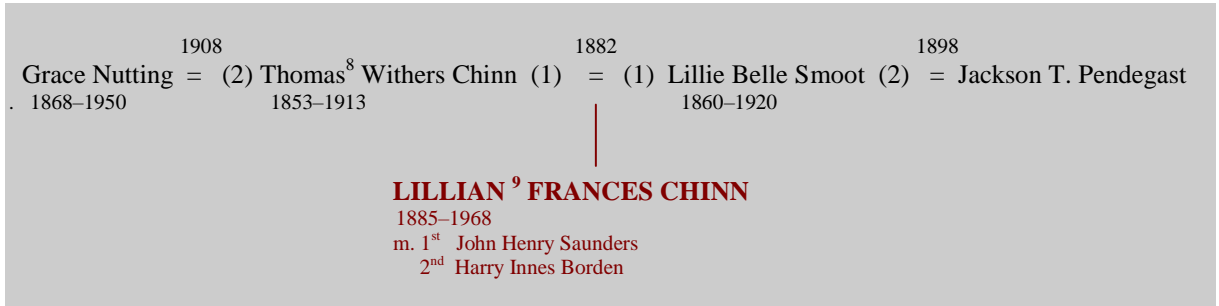 1908 1882 1898
Grace Nutting = (2) Thomas⁸ Withers Chinn (1) = (1) Lillie Belle Smoot (2) = Jackson T. Pendegast
. 1868–1950 1853–1913 1860–1920
LILLIAN ⁹ FRANCES CHINN
1885–1968
m. 1ˢᵗ John Henry Saunders
2ⁿᵈ Harry Innes Borden